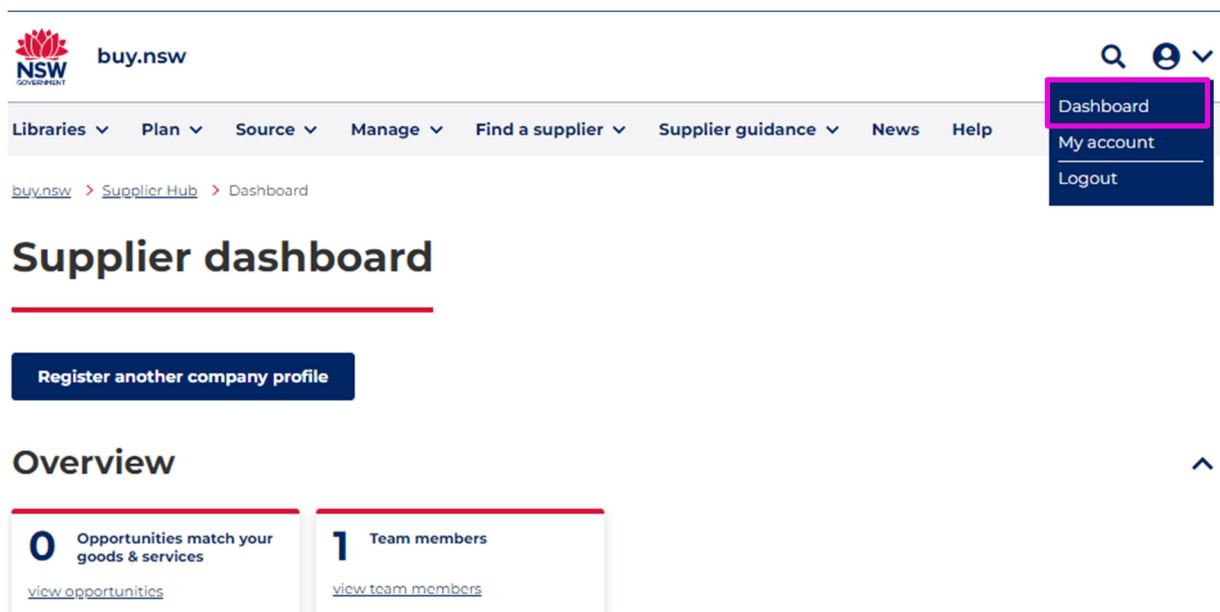 NSW
GOVERNMENT
buy.nsw
Dashboard
My account
Logout
Libraries Plan Source Manage Find a supplier Supplier guidance News Help
buy.nsw > Supplier Hub > Dashboard
Supplier dashboard
Register another company profile
Overview
0 Opportunities match your
goods & services
view opportunities
1 Team members
view team members